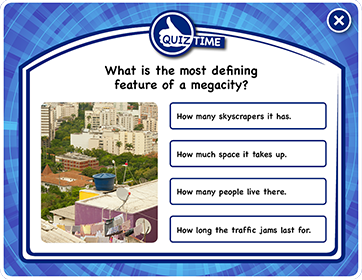 QUIZ TIME
What is the most defining
feature of a megacity?
How many skyscrapers it has.
How much space it takes up.
How many people live there.
How long the traffic jams last for.